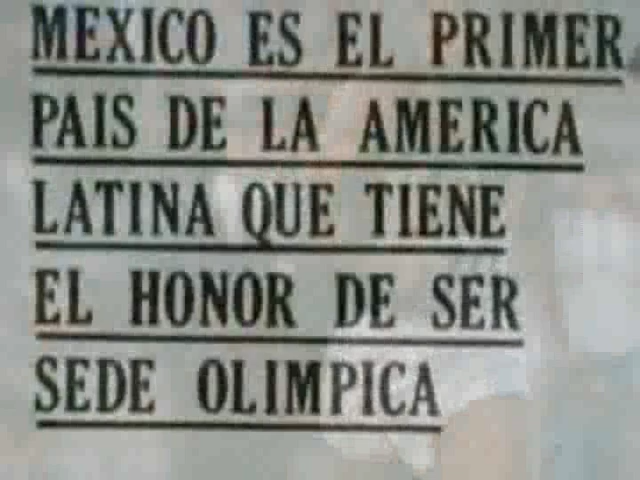 MEXICO ES EL PRIMER
PAIS DE LA AMERICA
LATINA QUE TIENE
EL HONOR DE SER
SEDE OLIMPICA